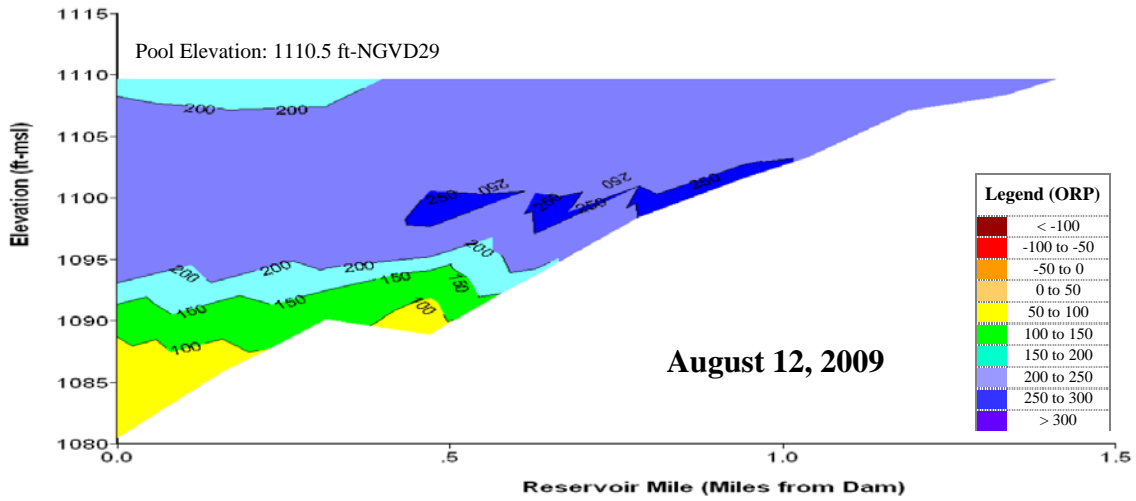 1115
Pool Elevation: 1110.5 ft-NGVD29
1110
200
200
1105
250
250
250
250
250
250
1100
Elevation (ft-msl)
200
200
200
200
1095
150
150
150
150
100
1090
100
1085
1080
August 12, 2009
Legend (ORP)
< -100
-100 to -50
-50 to 0
0 to 50
50 to 100
100 to 150
150 to 200
200 to 250
250 to 300
> 300
0.0
.5
1.0
1.5
Reservoir Mile (Miles from Dam)